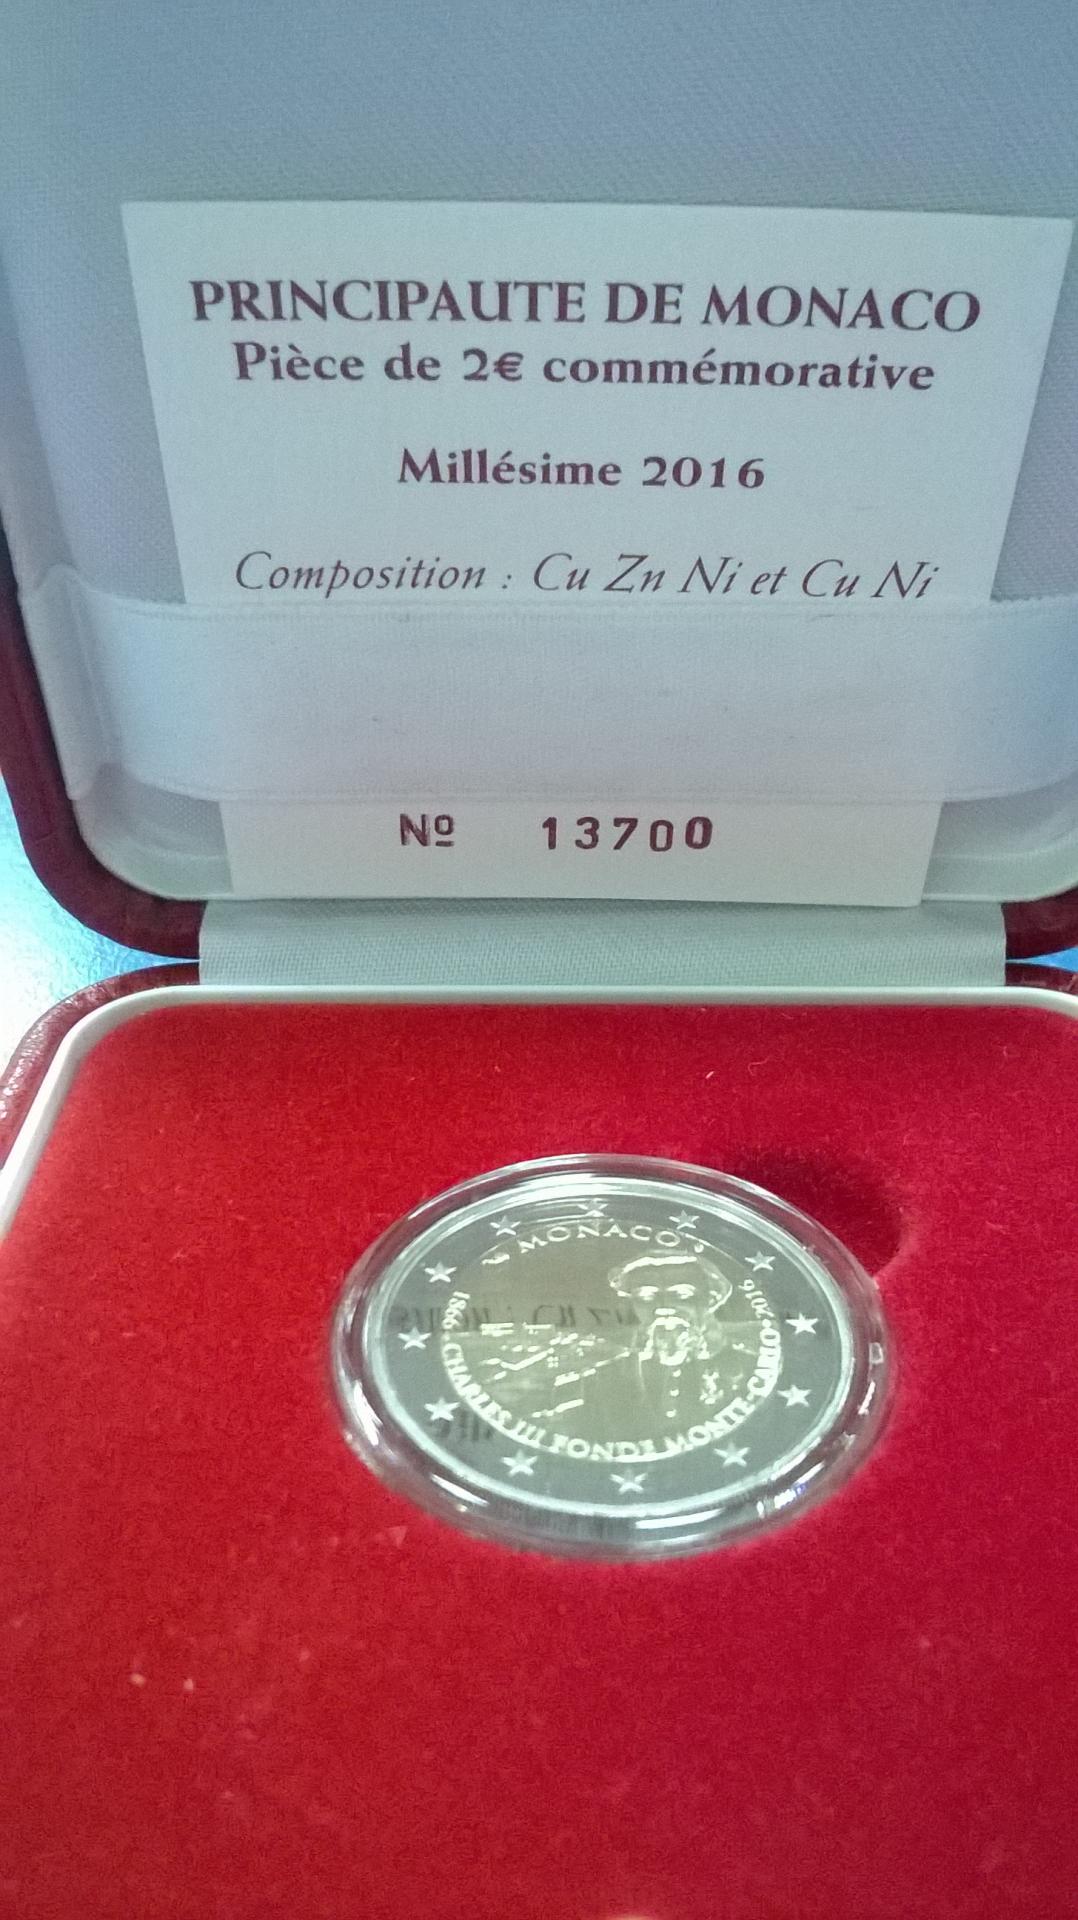 PRINCIPAUTE DE MONACO
Pièce de 2€ commémorative
Millésime 2016
Composition : Cu Zn Ni et Cu Ni
Nº 13700
MONACO
1866 • CHARLES III FONDE MONTE-CARLO • 2016